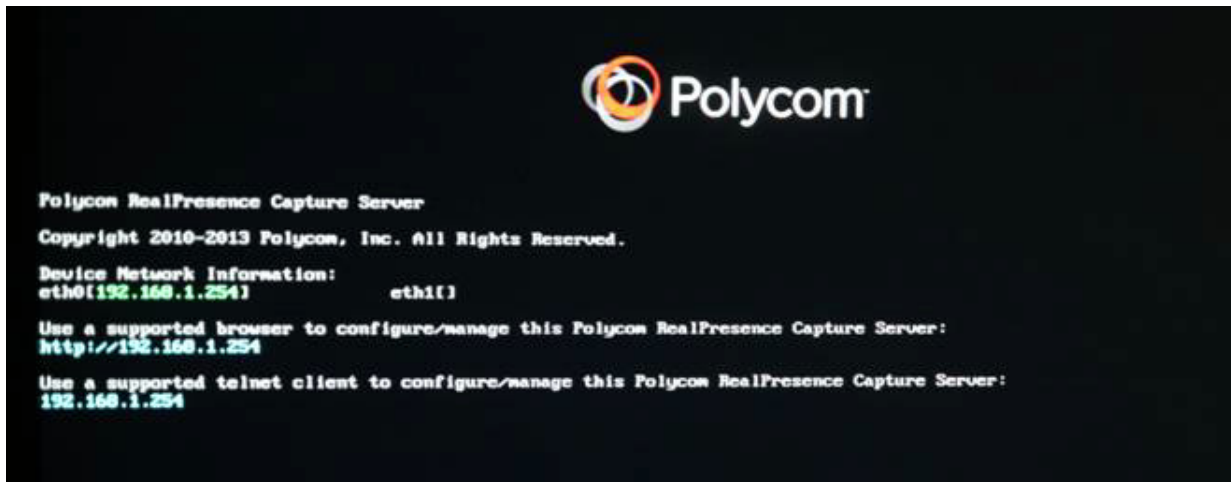 Polycom
Polycom RealPresence Capture Server
Copyright 2010-2013 Polycom, Inc. All Rights Reserved.
Device Network Information:
eth0[192.168.1.254] eth1[]
Use a supported browser to configure/manage this Polycom RealPresence Capture Server:
http://192.168.1.254
Use a supported telnet client to configure/manage this Polycom RealPresence Capture Server:
192.168.1.254